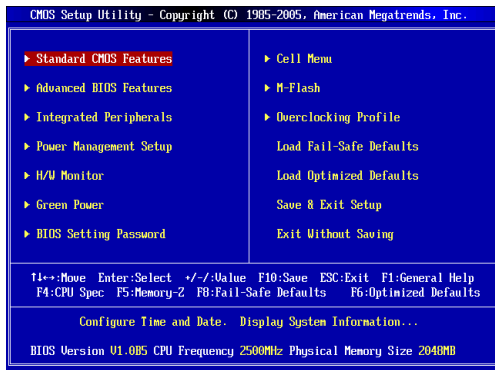 CMOS Setup Utility - Copyright (C) 1985-2005, American Megatrends, Inc.
Standard CMOS Features
Advanced BIOS Features
Integrated Peripherals
Power Management Setup
H/W Monitor
Green Power
BIOS Setting Password
Cell Menu
M-Flash
Overclocking Profile
Load Fail-Safe Defaults
Load Optimized Defaults
Save & Exit Setup
Exit Without Saving
↑↓↔:Move Enter:Select +/-/:Value F10:Save ESC:Exit F1:General Help
F4:CPU Spec F5:Memory-Z F8:Fail-Safe Defaults F6:Optimized Defaults
Configure Time and Date. Display System Information...
BIOS Version V1.0B5 CPU Frequency 2500MHz Physical Memory Size 2048MB